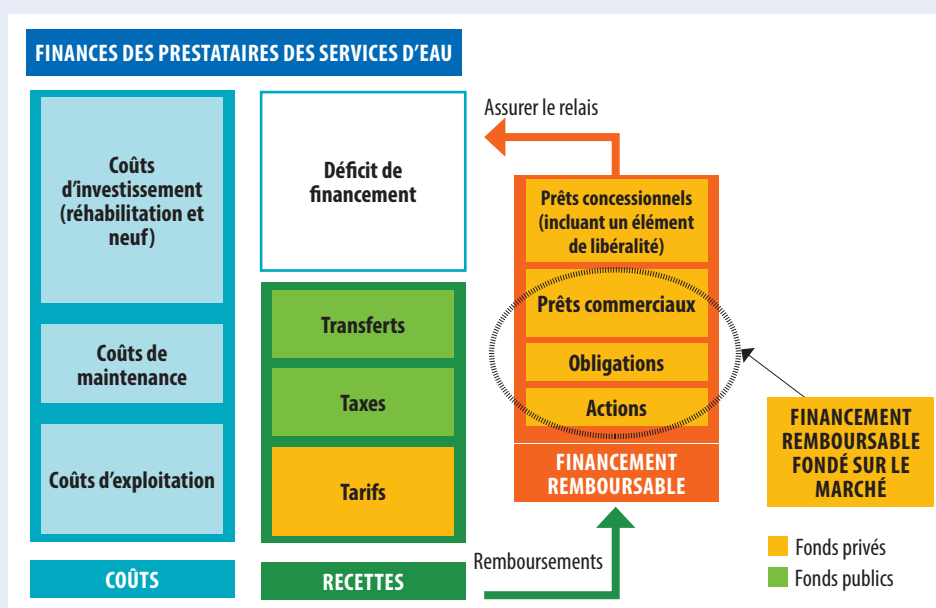 FINANCES DES PRESTATAIRES DES SERVICES D'EAU
Coûts
d'investissement
(réhabilitation et
neuf)
Coûts de
maintenance
Coûts d'exploitation
COÛTS
Déficit de
financement
Transferts
Taxes
Tarifs
RECETTES
Assurer le relais
Prêts concessionnels
(incluant un élément
de libéralité)
Prêts commerciaux
Obligations
Actions
FINANCEMENT
REMBOURSABLE
Remboursements
FINANCEMENT
REMBOURSABLE
FONDÉ SUR LE
MARCHÉ
Fonds privés
Fonds publics